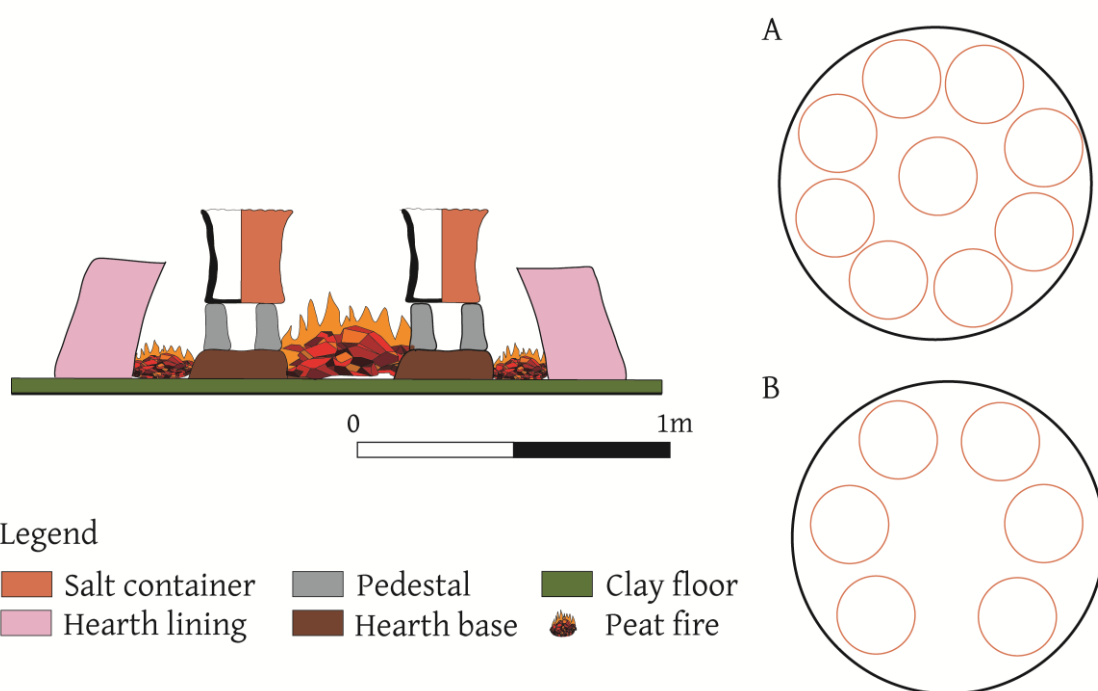 A
0 1m
B
Legend
Salt container Pedestal Clay floor
Hearth lining Hearth base Peat fire